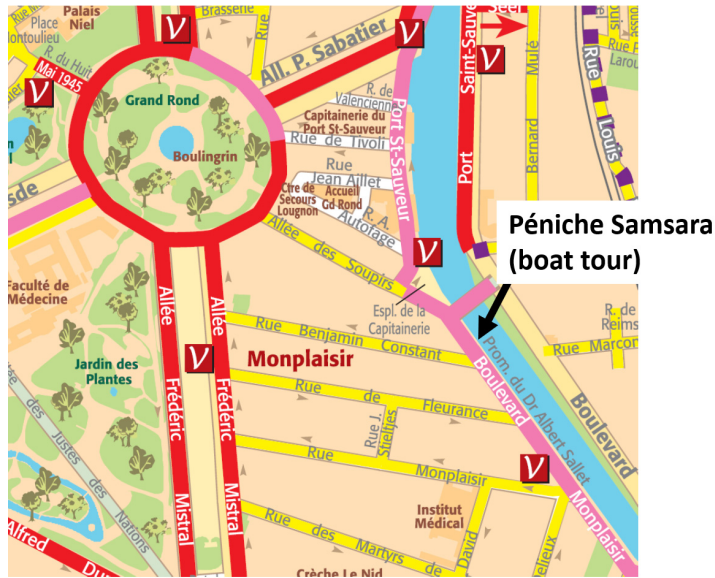 Palais
Niel
Place
Montoulieu
R. du Huit
Mai 1945
Brasserie
Rue
All. P. Sabatier
Grand Rond
Boulingrin
R. de
Valencienne
Capitainerie du
Port St-Sauveur
Rue de Tivoli
Rue
Jean Aillet
Ctre de
Secours
Lougnon
Accueil
Gd Rond
R. A.
Autofage
Port St-Sauveur
Port
Saint-Sauveur
Bernard
Mulé
Rue
Louis
Péniche Samsara
(boat tour)
Allée des Soupirs
Espl. de la
Capitainerie
Faculté de
Médecine
Jardin des
Plantes
Allée
Frédéric
Mistral
Allée
Frédéric
Mistral
Rue Benjamin Constant
Monplaisir
Rue de Fleurance
Rue J.
Stieltjes
Rue Monplaisir
Rue des Martyrs de
Institut
Médical
David
Crèche Le Nid
Boulevard
Monplaisir
Prom. du Dr Albert Sallet
Boulevard
R. de
Reims
Rue Marcon
des Justes des Nations
Alfred
V
V
V
V
V
V
V